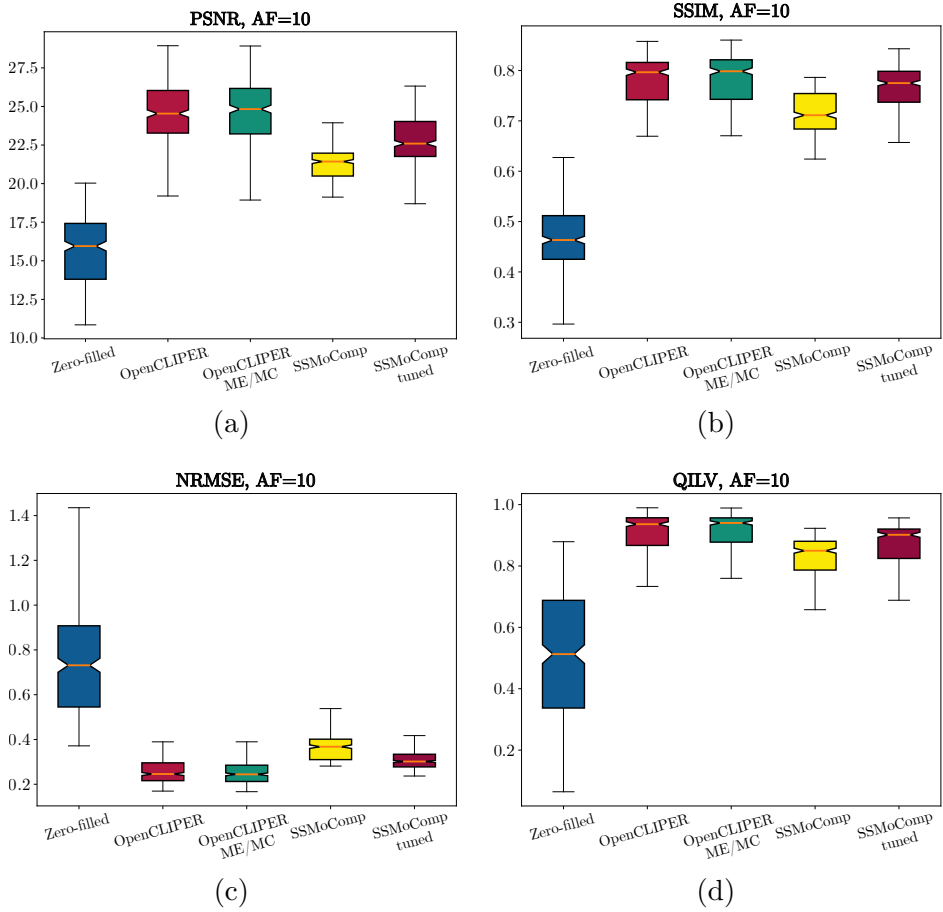 PSNR, AF=10
27.5
25.0
22.5
20.0
17.5
15.0
12.5
10.0
Zero-filled
OpenCLIPER
OpenCLIPER
ME/MC
SSMoComp
SSMoComp
tuned
(a)
SSIM, AF=10
0.8
0.7
0.6
0.5
0.4
0.3
Zero-filled
OpenCLIPER
OpenCLIPER
ME/MC
SSMoComp
SSMoComp
tuned
(b)
NRMSE, AF=10
1.4
1.2
1.0
0.8
0.6
0.4
0.2
Zero-filled
OpenCLIPER
OpenCLIPER
ME/MC
SSMoComp
SSMoComp
tuned
(c)
QILV, AF=10
1.0
0.8
0.6
0.4
0.2
Zero-filled
OpenCLIPER
OpenCLIPER
ME/MC
SSMoComp
SSMoComp
tuned
(d)